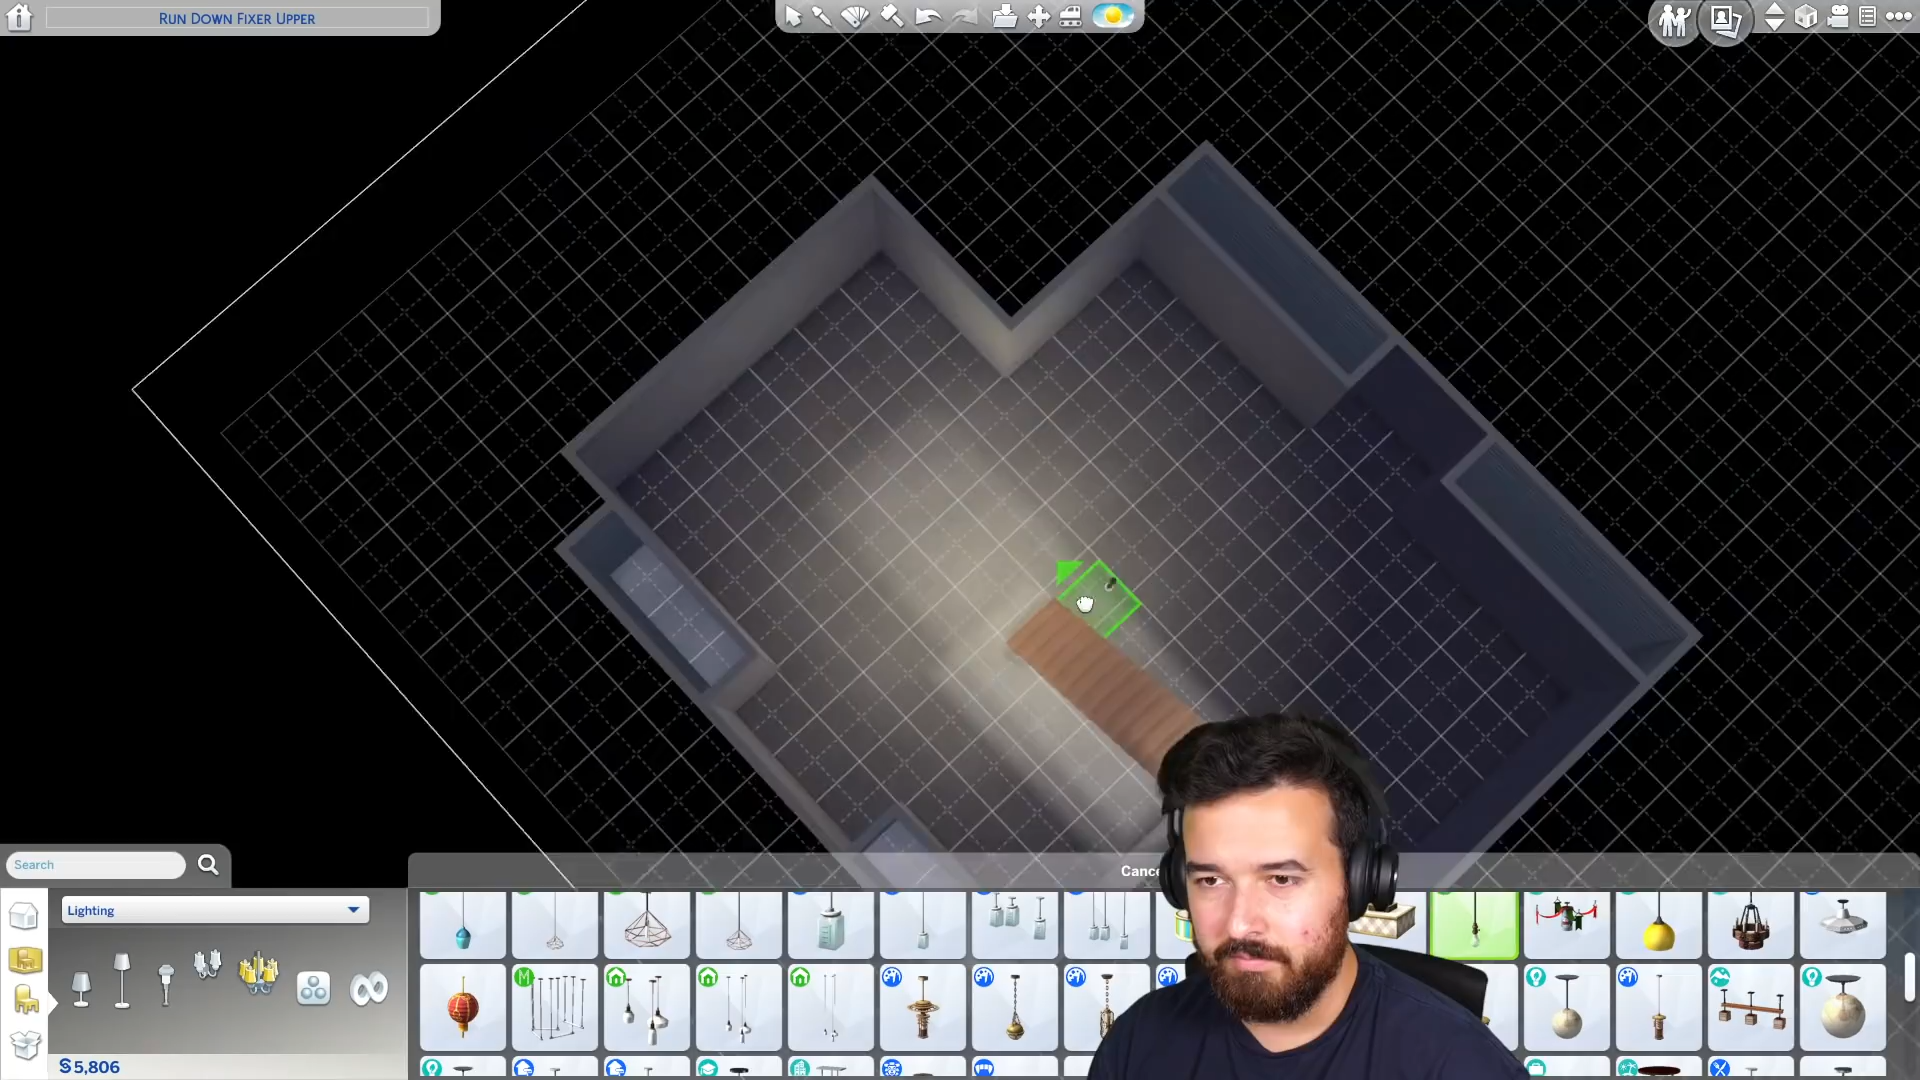 RUN DOWN FIXER UPPER
Search
Cance
Lighting
M
§5,806